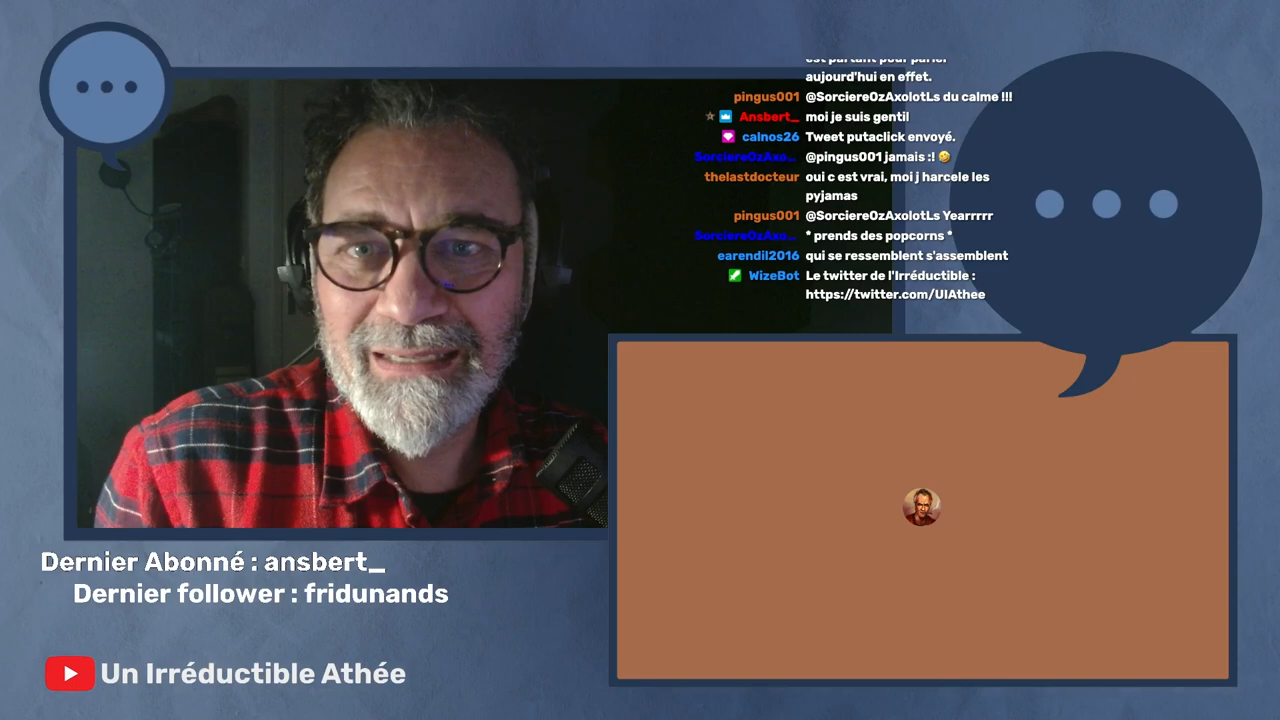 aujourd'hui en effet.
pingus001 @SorciereOzAxolotLs du calme !!!
Ansbert_ moi je suis gentil
calnos26 Tweet putaclick envoyé.
SorciereOzAxo... @pingus001 jamais :! 🤣
thelastdocteur oui c est vrai, moi j harcele les
pyjamas
pingus001 @SorciereOzAxolotLs Yearrrrr
SorciereOzAxo... * prends des popcorns *
earendil2016 qui se ressemblent s'assemblent
WizeBot Le twitter de l'Irréductible :
https://twitter.com/UIAthee
Dernier Abonné : ansbert_
Dernier follower : fridunands
Un Irréductible Athée